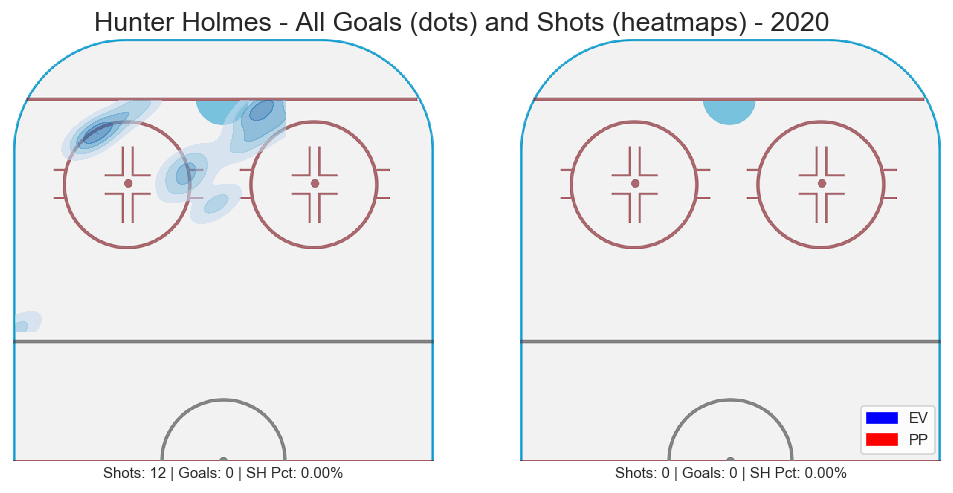 Hunter Holmes - All Goals (dots) and Shots (heatmaps) - 2020
EV
PP
Shots: 12 | Goals: 0 | SH Pct: 0.00%
Shots: 0 | Goals: 0 | SH Pct: 0.00%